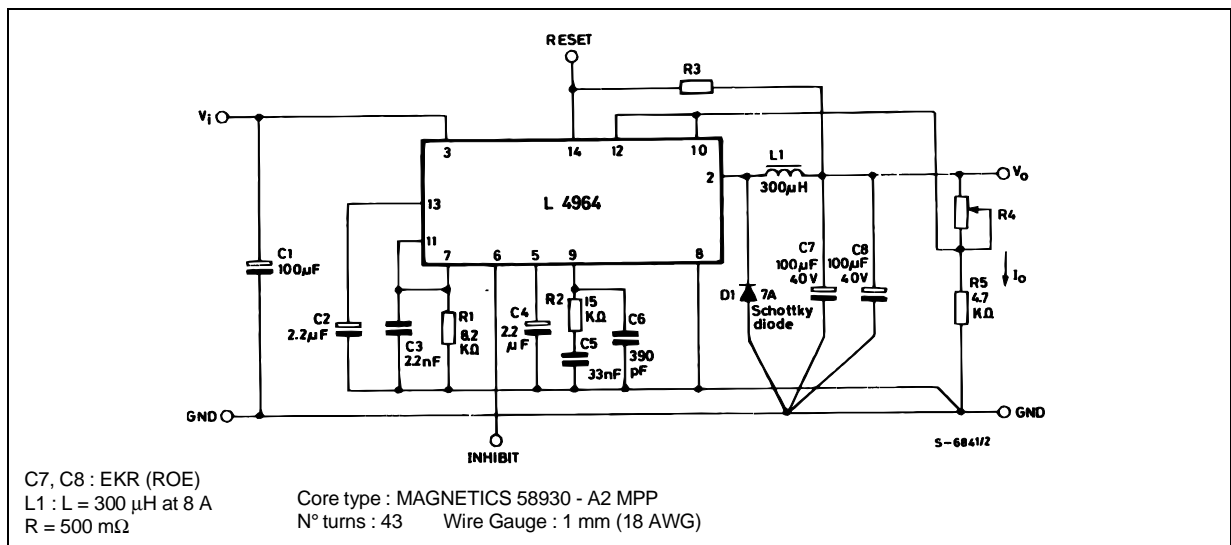 RESET
R3
Vi
3
14
12
10
2
L1
300µH
Vo
L 4964
13
11
7
6
5
9
8
R4
C1
100µF
C2
2.2µF
C3
2.2nF
R1
8.2
KΩ
C4
2.2
µF
R2
15
KΩ
C5
33nF
C6
390
pF
D1
7A
Schottky
diode
C7
100µF
40V
C8
100µF
40V
Io
R5
4.7
KΩ
GND
GND
INHIBIT
S-6841/2
C7, C8 : EKR (ROE)
L1 : L = 300 µH at 8 A
R = 500 mΩ
Core type : MAGNETICS 58930 - A2 MPP
N° turns : 43 Wire Gauge : 1 mm (18 AWG)